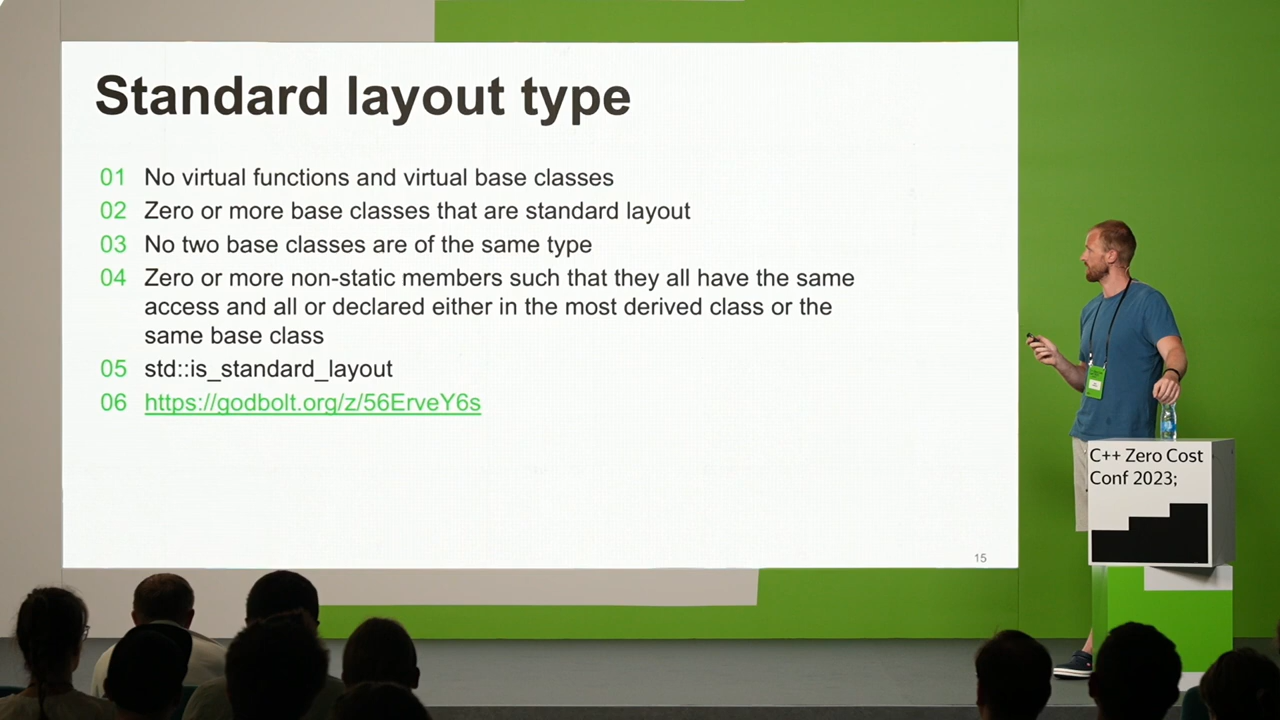 Standard layout type
01 No virtual functions and virtual base classes
02 Zero or more base classes that are standard layout
03 No two base classes are of the same type
04 Zero or more non-static members such that they all have the same
access and all or declared either in the most derived class or the
same base class
05 std::is_standard_layout
06 https://godbolt.org/z/56ErveY6s
15
C++ Zero Cost
Conf 2023;